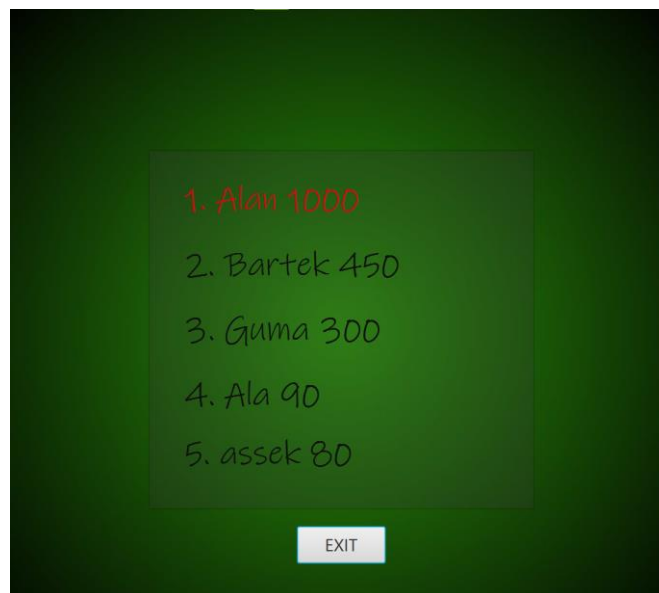 1. Alan 1000
2. Bartek 450
3. Guma 300
4. Ala 90
5. assek 80
EXIT